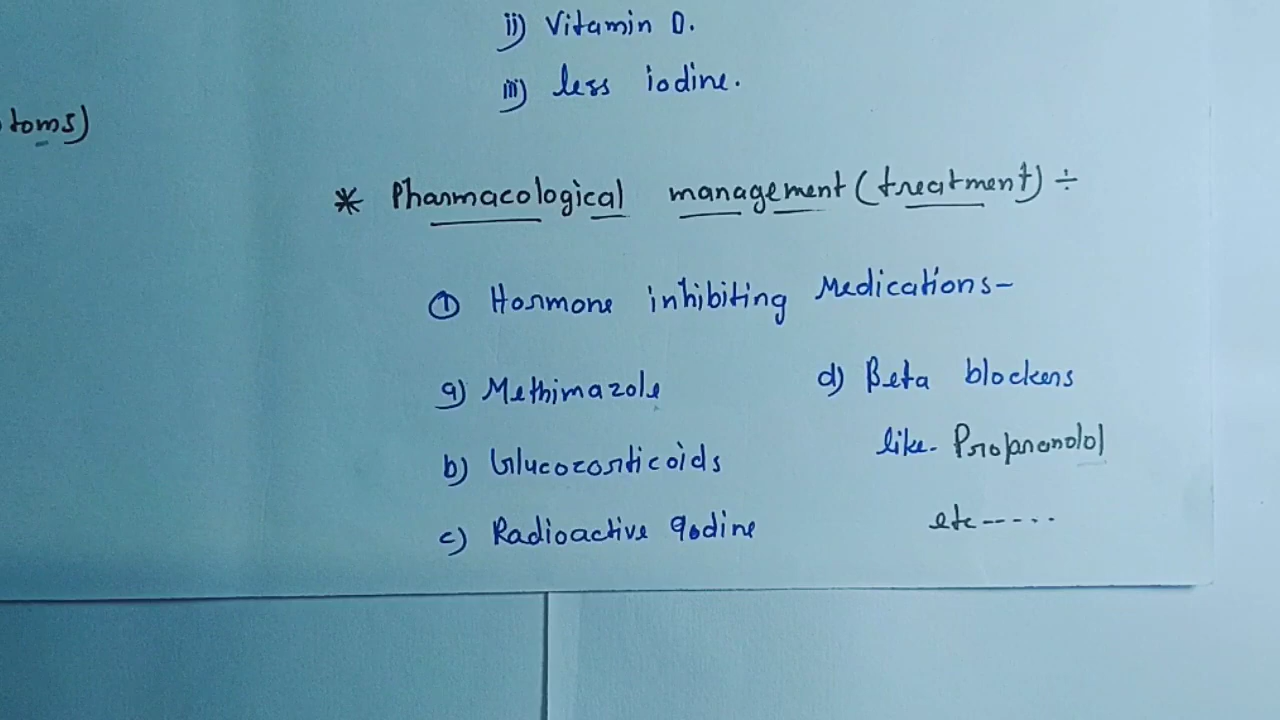 ii) Vitamin D.
iii) less iodine.
toms)
* Pharmacological management (treatment) ÷
① Hormone inhibiting Medications-
a) Methimazole
b) Glucocorticoids
c) Radioactive Iodine
d) Beta blockers
like- Propranolol
etc-----